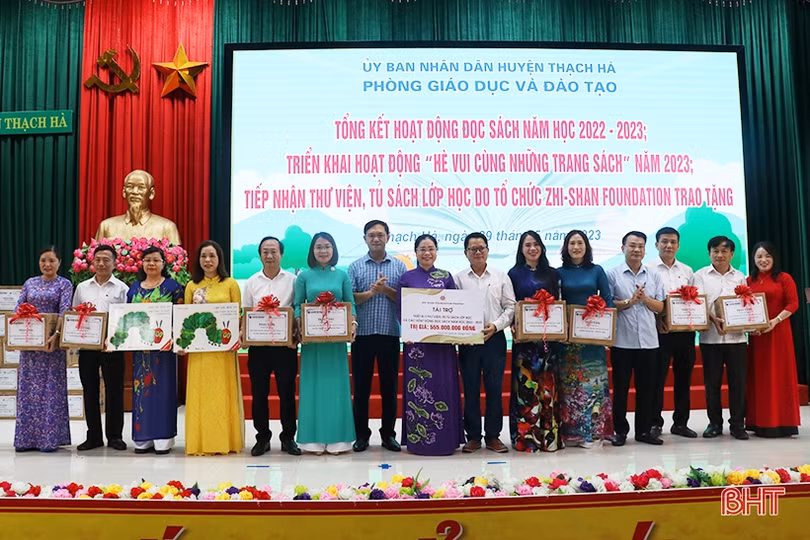 ỦY BAN NHÂN DÂN HUYỆN THẠCH HÀ
PHÒNG GIÁO DỤC VÀ ĐÀO TẠO
THẠCH HÀ
TỔNG KẾT HOẠT ĐỘNG ĐỌC SÁCH NĂM HỌC 2022 - 2023;
TRIỂN KHAI HOẠT ĐỘNG "HÈ VUI CÙNG NHỮNG TRANG SÁCH" NĂM 2023;
TIẾP NHẬN THƯ VIỆN, TỦ SÁCH LỚP HỌC DO TỔ CHỨC ZHI-SHAN FOUNDATION TRAO TẶNG
TÀI TRỢ
TRỊ GIÁ: 555.000.000 ĐỒNG
BHT